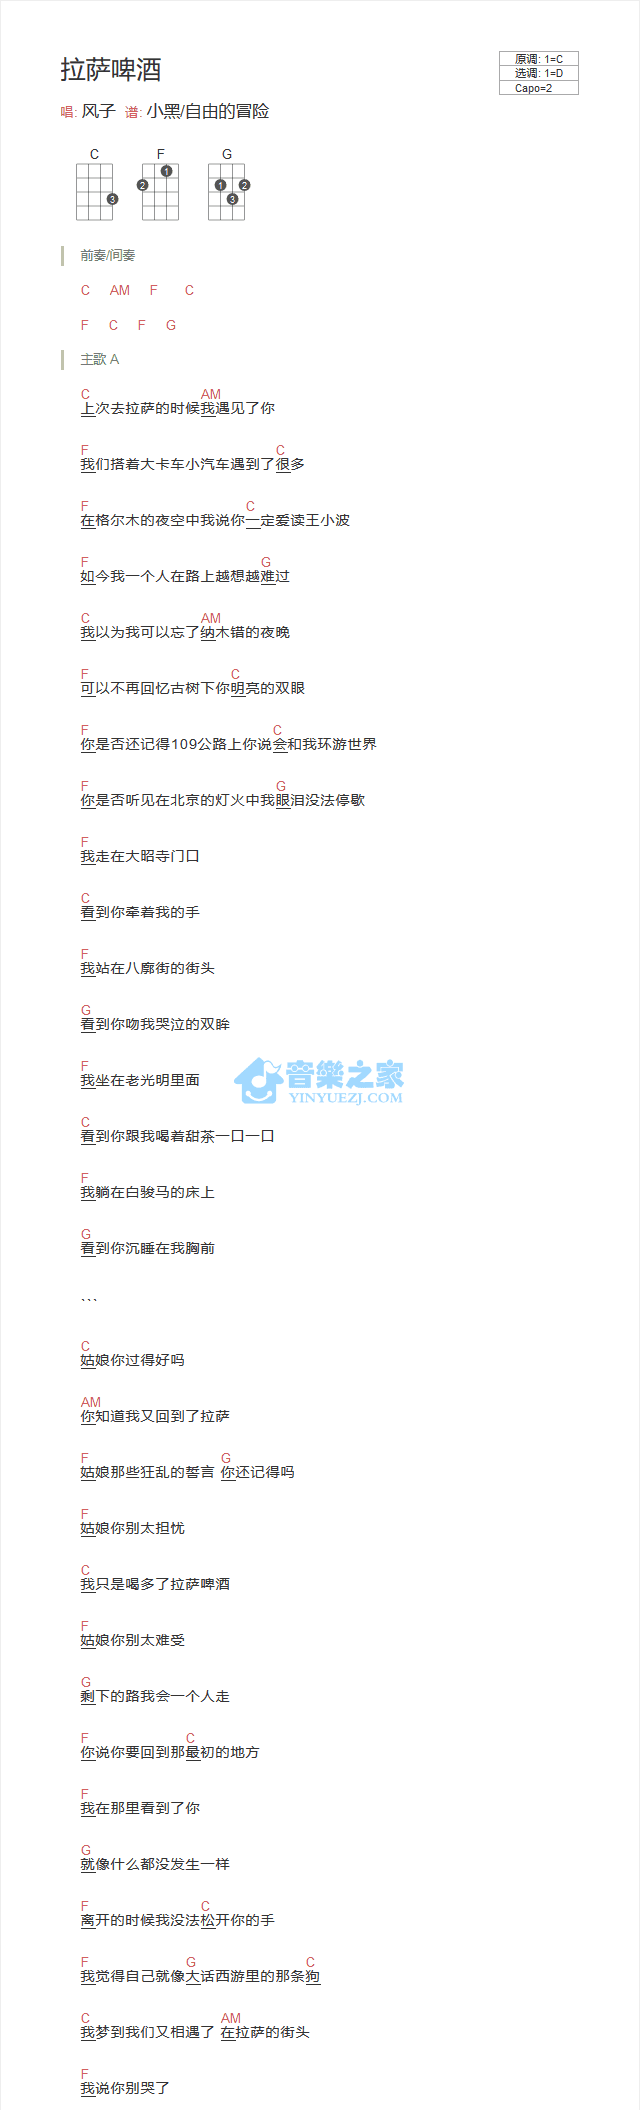 拉萨啤酒
原调: 1=C
选调: 1=D
Capo=2
唱: 风子 谱: 小黑/自由的冒险
C F G
3 2 1 1 2 3
前奏/间奏
C AM F C
F C F G
主歌 A
C AM
上次去拉萨的时候我遇见了你
F C
我们搭着大卡车小汽车遇到了很多
F C
在格尔木的夜空中我说你一定爱读王小波
F G
如今我一个人在路上越想越难过
C AM
我以为我可以忘了纳木错的夜晚
F C
可以不再回忆古树下你明亮的双眼
F C
你是否还记得109公路上你说会和我环游世界
F G
你是否听见在北京的灯火中我眼泪没法停歇
F
我走在大昭寺门口
C
看到你牵着我的手
F
我站在八廓街的街头
G
看到你吻我哭泣的双眸
F
我坐在老光明里面
音樂之家
YINYUEZJ.COM
C
看到你跟我喝着甜茶一口一口
F
我躺在白骏马的床上
G
看到你沉睡在我胸前
```
C
姑娘你过得好吗
AM
你知道我又回到了拉萨
F G
姑娘那些狂乱的誓言 你还记得吗
F
姑娘你别太担忧
C
我只是喝多了拉萨啤酒
F
姑娘你别太难受
G
剩下的路我会一个人走
F C
你说你要回到那最初的地方
F
我在那里看到了你
G
就像什么都没发生一样
F C
离开的时候我没法松开你的手
F G C
我觉得自己就像大话西游里的那条狗
C AM
我梦到我们又相遇了 在拉萨的街头
F
我说你别哭了